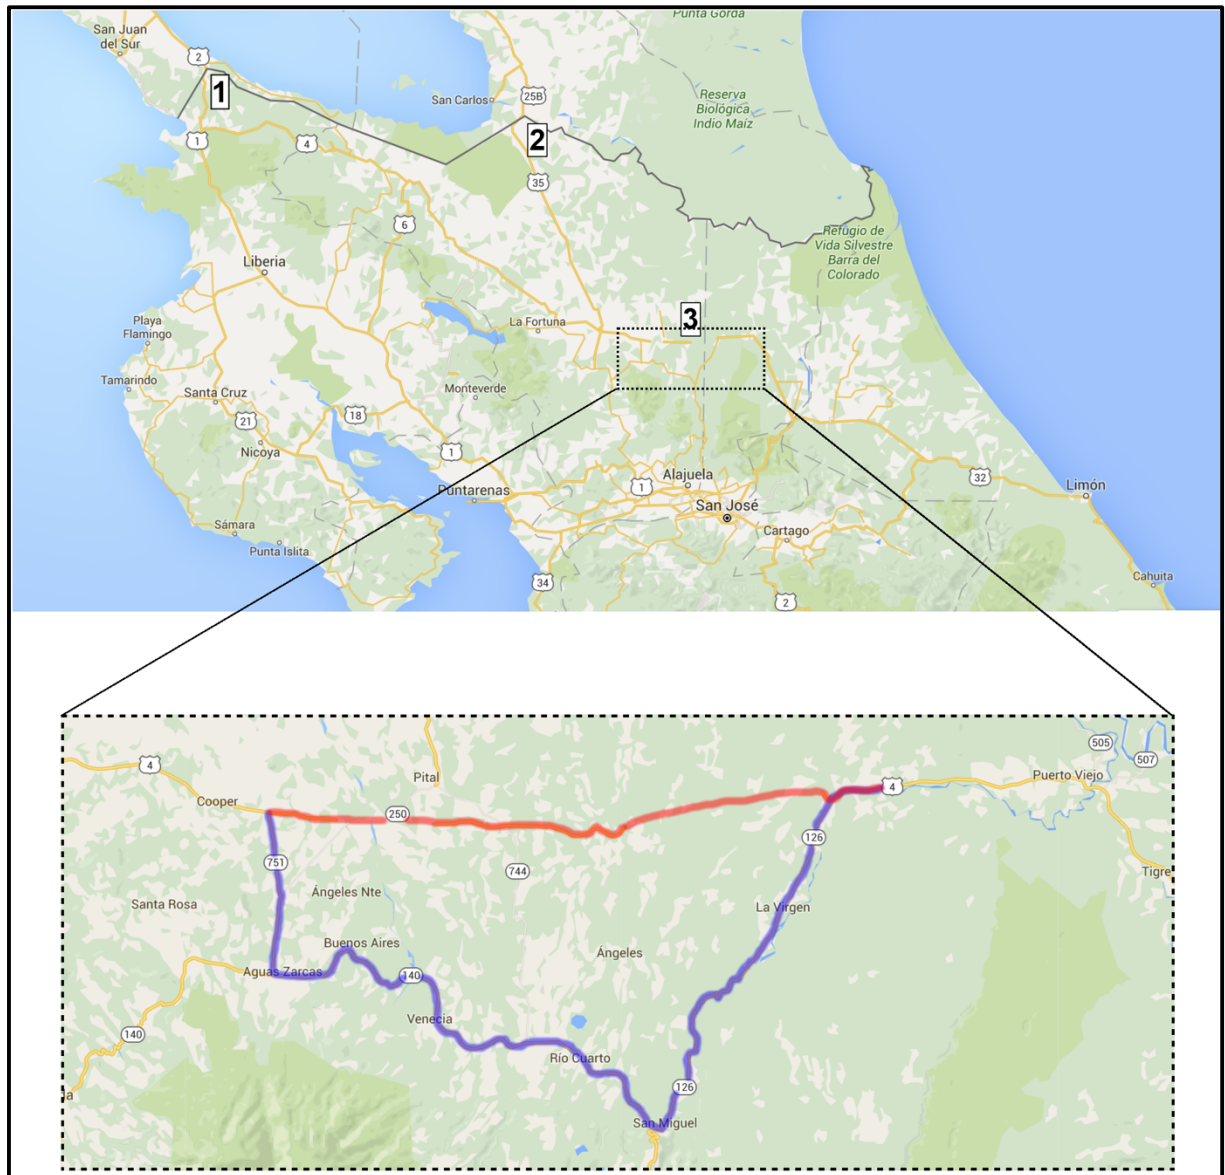 Punta Gorda
San Juan
del Sur
2
1
San Carlos
25B
Reserva
Biológica
Indio Maíz
1
4
2
35
6
Refugio de
Vida Silvestre
Barra del
Colorado
Liberia
3
Playa
Flamingo
La Fortuna
Tamarindo
Santa Cruz
Monteverde
18
21
Nicoya
1
Alajuela
1
32
Limón
Puntarenas
San José
Sámara
Cartago
Punta Islita
34
2
Cahuita
505
507
4
Pital
Puerto Viejo
4
Cooper
250
126
751
744
Tigre
Ángeles Nte
Santa Rosa
La Virgen
Buenos Aires
Ángeles
Aguas Zarcas
140
Venecia
140
Río Cuarto
126
a
San Miguel